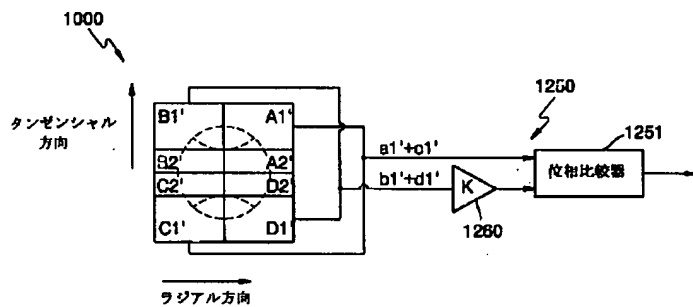 1000
タンゼンシャル
方向
B1' A1'
B2' A2'
C2' D2
C1' D1'
ラジアル方向
1250
1251
a1'+c1'
b1'+d1'
K
1260
位相比較器